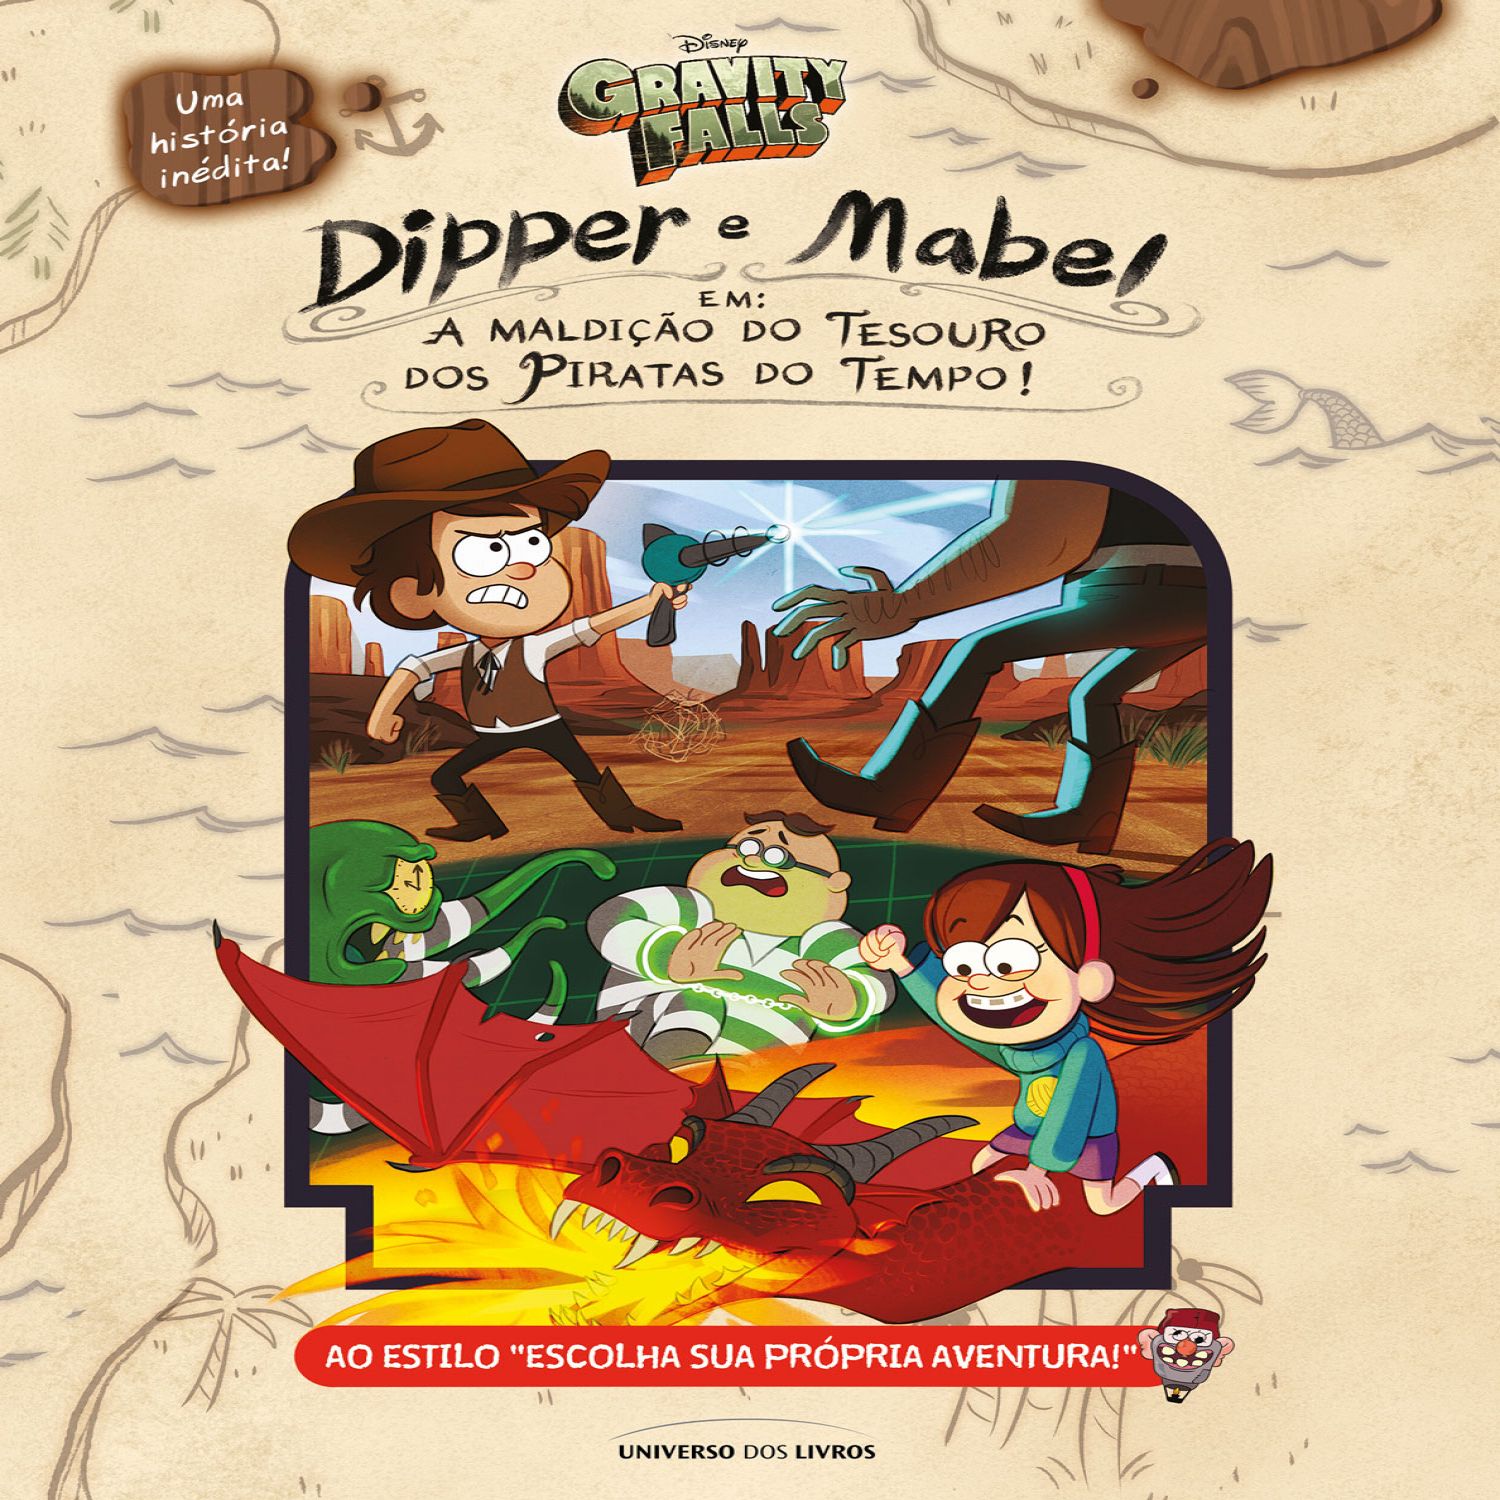 Uma
história
inédita!
Disney
GRAVITY
FALLS
Dipper e Mabel
EM:
A MALDIÇÃO DO TESOURO
DOS PIRATAS DO TEMPO!
AO ESTILO "ESCOLHA SUA PRÓPRIA AVENTURA!"
UNIVERSO DOS LIVROS